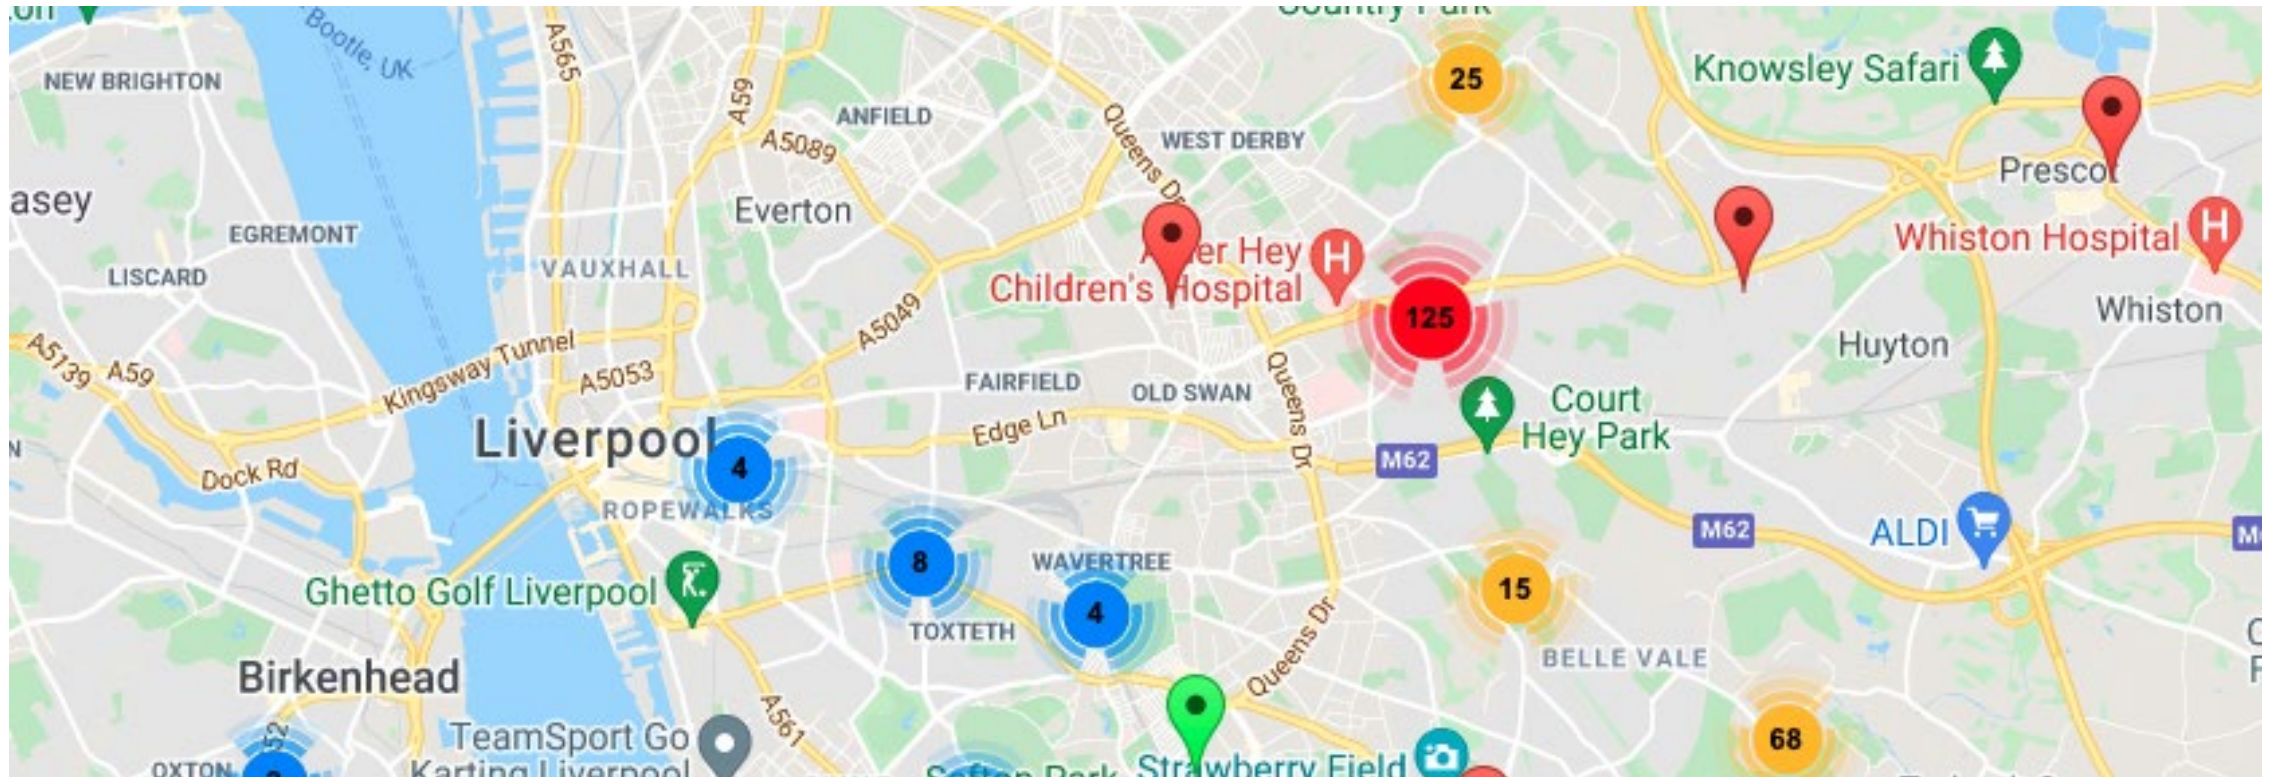 Bootle, UK
A565
A59
25
Knowsley Safari
NEW BRIGHTON
ANFIELD
A5089
Queens Dr
WEST DERBY
Prescot
asey
Everton
EGREMONT
VAUXHALL
LISCARD
Hey
Children's Hospital
H
125
Whiston Hospital
H
Whiston
Huyton
A5139
A59
Kingsway Tunnel
A5053
A5049
FAIRFIELD
OLD SWAN
Queens Dr
Court
Hey Park
Edge Ln
Liverpool
4
M62
Dock Rd
ROPEWALKS
M62
ALDI
8
WAVERTREE
4
15
Ghetto Golf Liverpool
TOXTETH
Queens Dr
BELLE VALE
Birkenhead
A561
52
TeamSport Go
Karting Liverpool
OXTON
Sefton Park
Strawberry Field
68